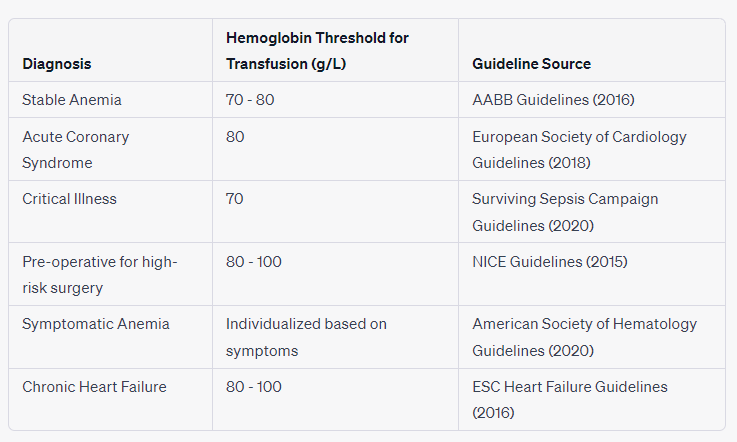 Diagnosis
Hemoglobin Threshold for
Transfusion (g/L)
Guideline Source
Stable Anemia
70 - 80
AABB Guidelines (2016)
Acute Coronary
Syndrome
80
European Society of Cardiology
Guidelines (2018)
Critical Illness
70
Surviving Sepsis Campaign
Guidelines (2020)
Pre-operative for high-
risk surgery
80 - 100
NICE Guidelines (2015)
Symptomatic Anemia
Individualized based on
symptoms
American Society of Hematology
Guidelines (2020)
Chronic Heart Failure
80 - 100
ESC Heart Failure Guidelines
(2016)